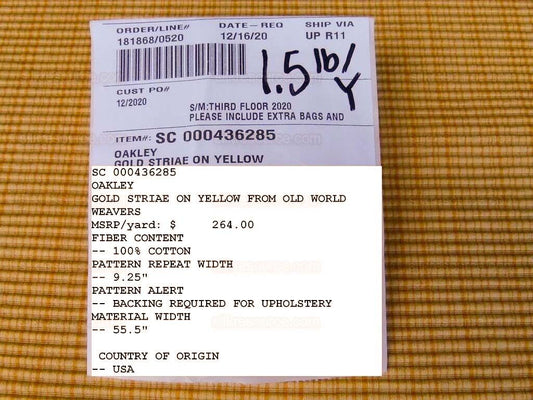 ORDER/LINE# DATE-REQ SHIP VIA
181868/0520 12/16/20 UP R11
1.5 lb/Y
CUST PO#
12/2020
S/M:THIRD FLOOR 2020
PLEASE INCLUDE EXTRA BAGS AND
ITEM#: SC 000436285
OAKLEY
GOLD STRIAE ON YELLOW
SC 000436285
OAKLEY
GOLD STRIAE ON YELLOW FROM OLD WORLD
WEAVERS
MSRP/yard: $ 264.00
FIBER CONTENT
-- 100% COTTON
PATTERN REPEAT WIDTH
-- 9.25"
PATTERN ALERT
-- BACKING REQUIRED FOR UPHOLSTERY
MATERIAL WIDTH
-- 55.5"
COUNTRY OF ORIGIN
-- USA